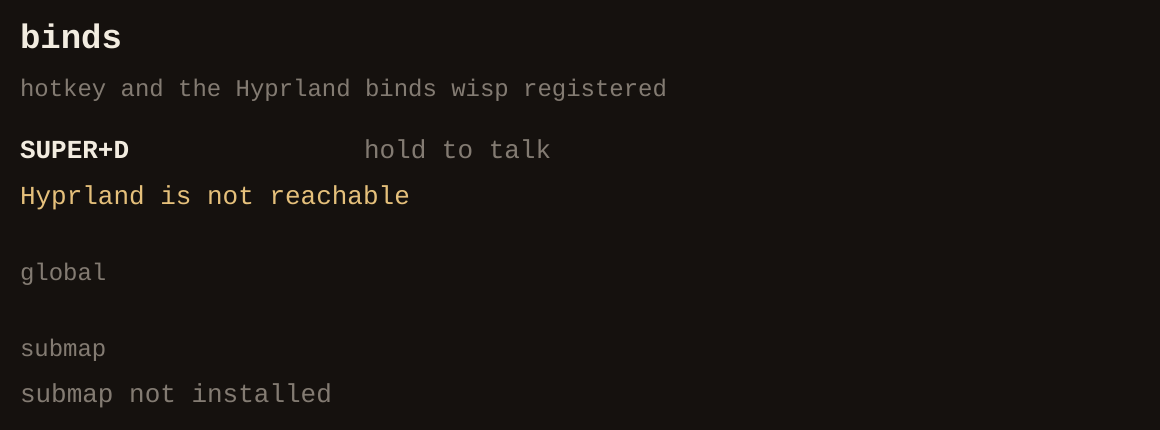 binds
hotkey and the Hyprland binds wisp registered
SUPER+D hold to talk
Hyprland is not reachable
global
submap
submap not installed